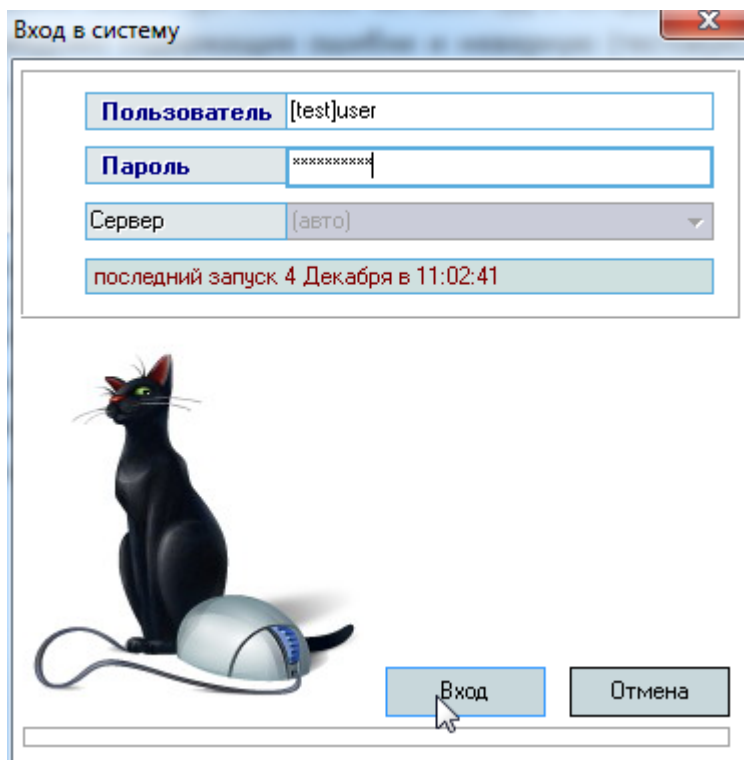 Вход в систему
Пользователь [test]user
Пароль **********
Сервер (авто)
последний запуск 4 Декабря в 11:02:41
Вход Отмена